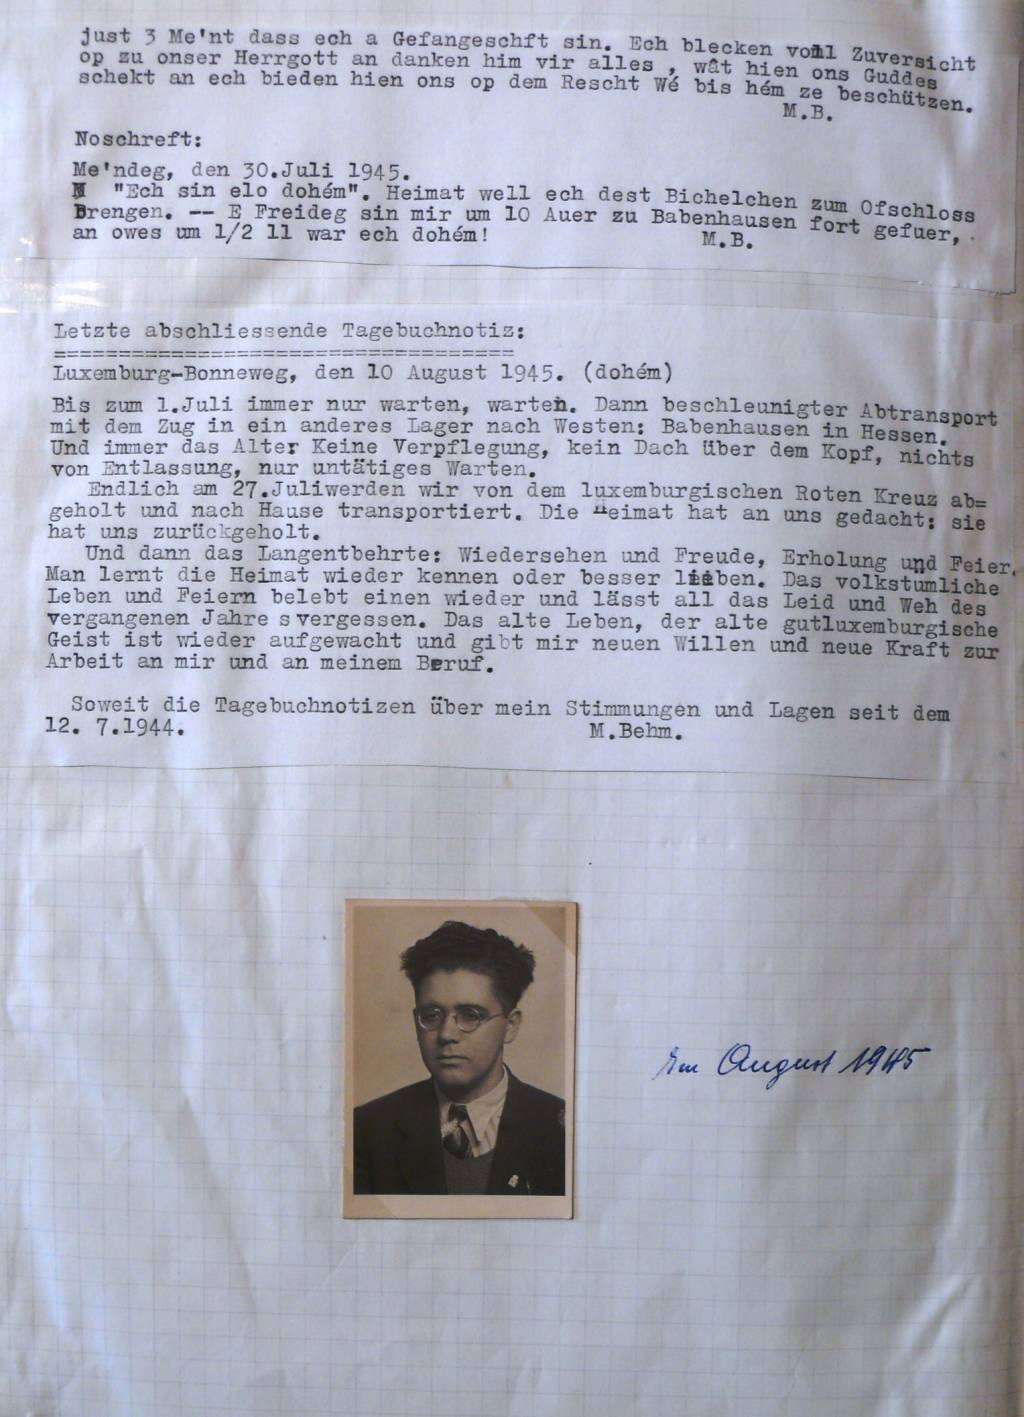 just 3 Me'nt dass ech a Gefangeschft sin. Ech blecken voll Zuversicht
op zu onser Herrgott an danken him vir alles , wât hien ons Guddes
schekt an ech bieden hien ons op dem Rescht Wé bis hém ze beschützen.
M.B.
Noschreft:
Me'ndeg, den 30.Juli 1945.
"Ech sin elo dohém". Heimat well ech dest Bichelchen zum Ofschloss
Brengen. -- E Freideg sin mir um 10 Auer zu Babenhausen fort gefuer,
an owes um 1/2 11 war ech dohém!
M.B.
Letzte abschliessende Tagebuchnotiz:
====================================
Luxemburg-Bonneweg, den 10 August 1945. (dohém)
Bis zum 1.Juli immer nur warten, warten. Dann beschleunigter Abtransport
mit dem Zug in ein anderes Lager nach Westen: Babenhausen in Hessen.
Und immer das Alter Keine Verpflegung, kein Dach über dem Kopf, nichts
von Entlassung, nur untätiges Warten.
Endlich am 27.Juliwerden wir von dem luxemburgischen Roten Kreuz ab=
geholt und nach Hause transportiert. Die Heimat hat an uns gedacht: sie
hat uns zurückgeholt.
Und dann das Langentbehrte: Wiedersehen und Freude, Erholung und Feier.
Man lernt die Heimat wieder kennen oder besser lieben. Das volkstumliche
Leben und Feiern belebt einen wieder und lässt all das Leid und Weh des
vergangenen Jahre svergessen. Das alte Leben, der alte gutluxemburgische
Geist ist wieder aufgewacht und gibt mir neuen Willen und neue Kraft zur
Arbeit an mir und an meinem Beruf.
Soweit die Tagebuchnotizen über mein Stimmungen und Lagen seit dem
12. 7.1944.
M.Behm.
Im August 1945